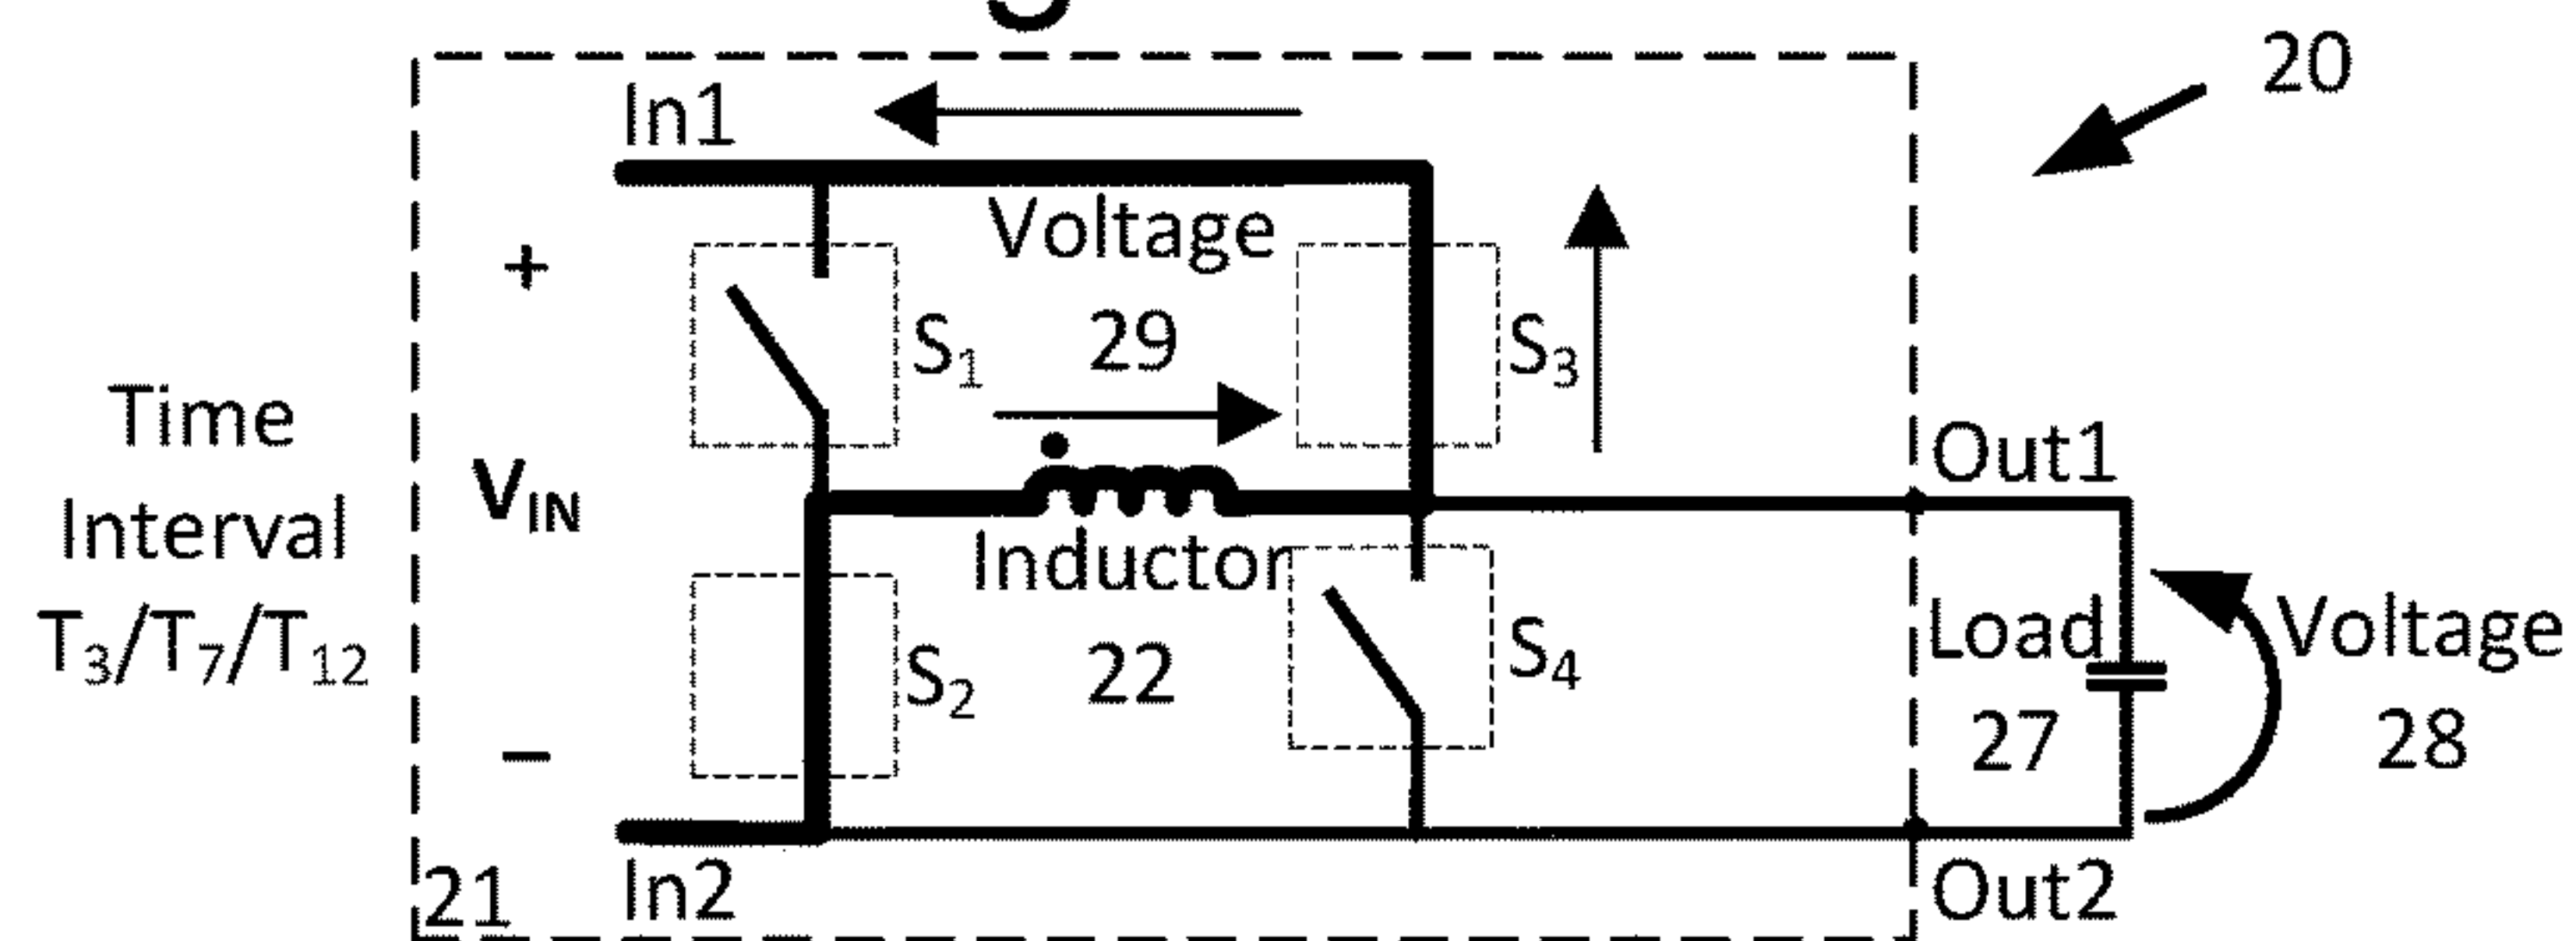 20
In1
Voltage
29
+
V_IN
−
S₁
S₃
Time
Interval
T₃/T₇/T₁₂
Inductor
22
S₂
S₄
Out1
Load
27
Voltage
28
21
In2
Out2